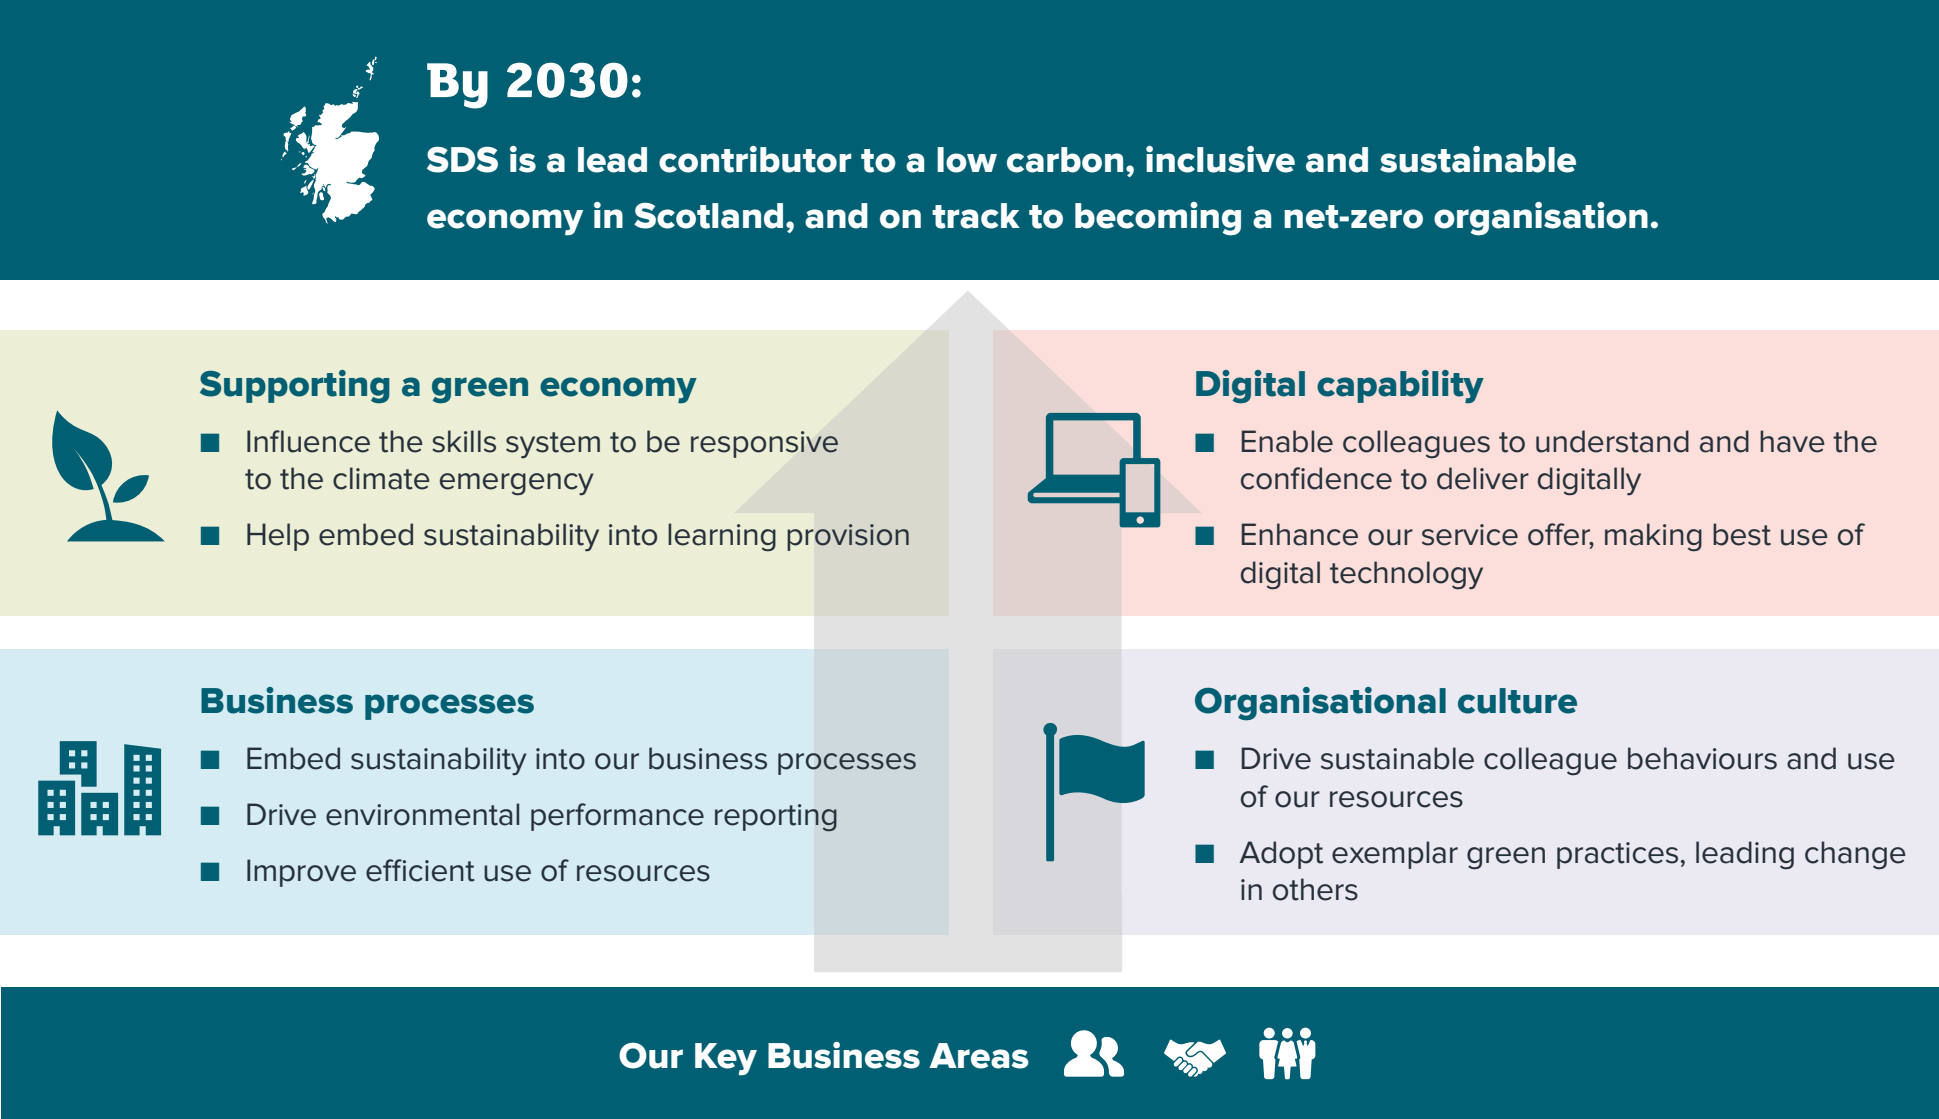 By 2030:
SDS is a lead contributor to a low carbon, inclusive and sustainable
economy in Scotland, and on track to becoming a net-zero organisation.
Supporting a green economy
Influence the skills system to be responsive
to the climate emergency
Help embed sustainability into learning provision
Digital capability
Enable colleagues to understand and have the
confidence to deliver digitally
Enhance our service offer, making best use of
digital technology
Business processes
Embed sustainability into our business processes
Drive environmental performance reporting
Improve efficient use of resources
Organisational culture
Drive sustainable colleague behaviours and use
of our resources
Adopt exemplar green practices, leading change
in others
Our Key Business Areas